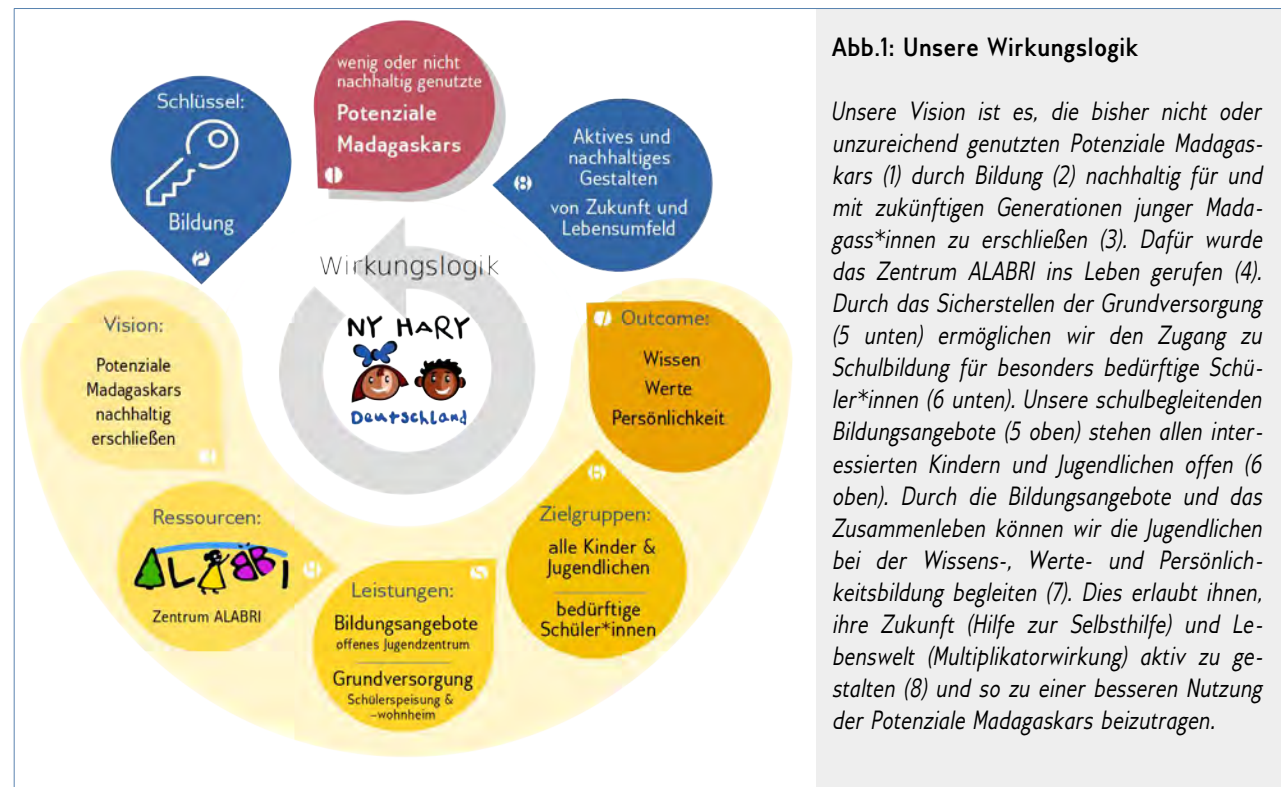 wenig oder nicht
nachhaltig genutzte
Potenziale
Madagaskars
1
Schlüssel:
Bildung
2
Vision:
Potenziale
Madagaskars
nachhaltig
erschließen
3
Ressourcen:
ALABRI
Zentrum ALABRI
4
Leistungen:
5
Bildungsangebote
offenes Jugendzentrum
Grundversorgung
Schülerspeisung &
-wohnheim
6
Zielgruppen:
alle Kinder &
Jugendlichen
bedürftige
Schüler*innen
7 Outcome:
Wissen
Werte
Persönlichkeit
8
Aktives und
nachhaltiges
Gestalten
von Zukunft und
Lebensumfeld
Wirkungslogik
NY HARY
Deutschland
Abb.1: Unsere Wirkungslogik
Unsere Vision ist es, die bisher nicht oder
unzureichend genutzten Potenziale Madagas-
kars (1) durch Bildung (2) nachhaltig für und
mit zukünftigen Generationen junger Mada-
gass*innen zu erschließen (3). Dafür wurde
das Zentrum ALABRI ins Leben gerufen (4).
Durch das Sicherstellen der Grundversorgung
(5 unten) ermöglichen wir den Zugang zu
Schulbildung für besonders bedürftige Schü-
ler*innen (6 unten). Unsere schulbegleitenden
Bildungsangebote (5 oben) stehen allen inter-
essierten Kindern und Jugendlichen offen (6
oben). Durch die Bildungsangebote und das
Zusammenleben können wir die Jugendlichen
bei der Wissens-, Werte- und Persönlich-
keitsbildung begleiten (7). Dies erlaubt ihnen,
ihre Zukunft (Hilfe zur Selbsthilfe) und Le-
benswelt (Multiplikatorwirkung) aktiv zu ge-
stalten (8) und so zu einer besseren Nutzung
der Potenziale Madagaskars beizutragen.